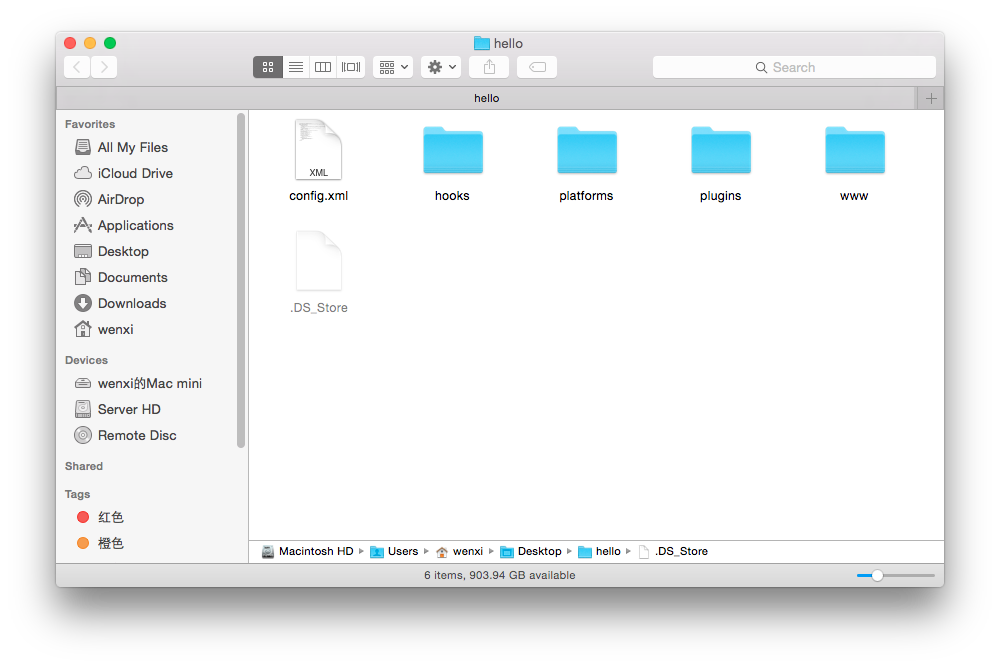 hello
Search
hello
Favorites
All My Files
iCloud Drive
AirDrop
Applications
Desktop
Documents
Downloads
wenxi
Devices
wenxi的Mac mini
Server HD
Remote Disc
Shared
Tags
红色
橙色
XML
config.xml hooks platforms plugins www
.DS_Store
Macintosh HD Users wenxi Desktop hello .DS_Store
6 items, 903.94 GB available